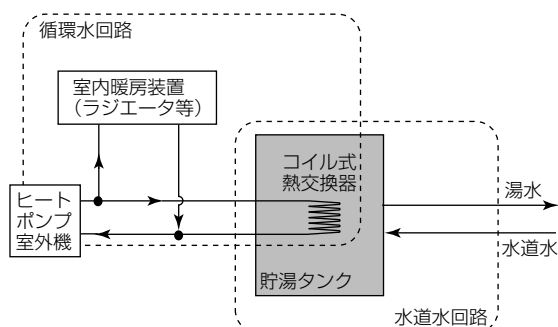 循環水回路
室内暖房装置
（ラジエータ等）
コイル式
熱交換器
ヒート
ポンプ
室外機
湯水
水道水
貯湯タンク
水道水回路